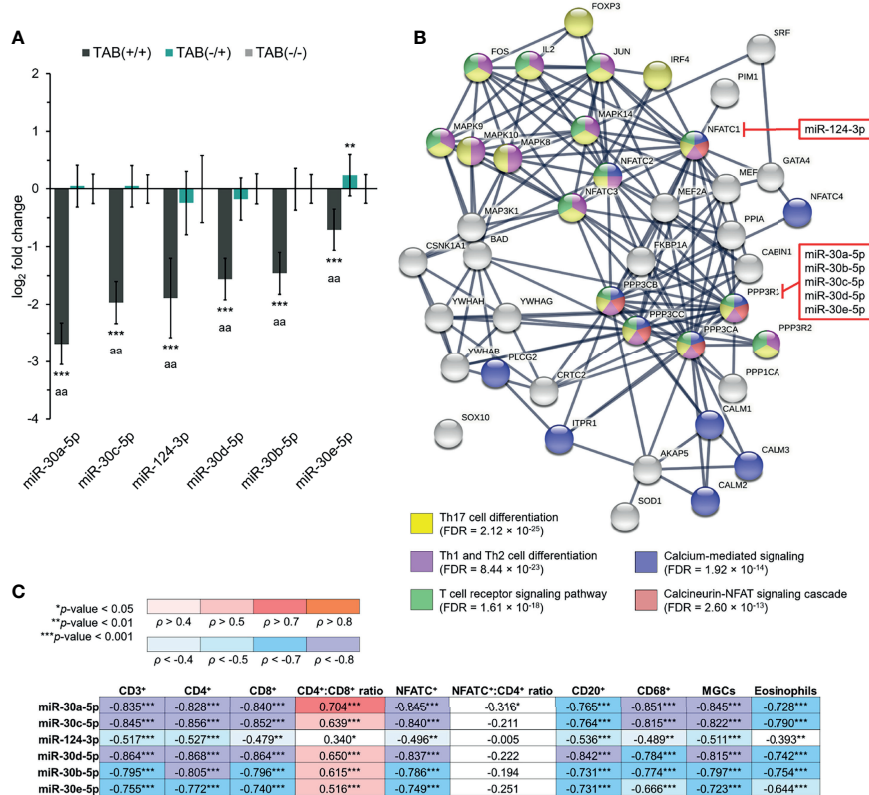 A
TAB(+/+) TAB(-/+) TAB(-/-)
log2 fold change
2
1
0
-1
-2
-3
-4
**
***
aa
***
aa
***
aa
***
aa
***
aa
***
aa
miR-30a-5p
miR-30c-5p
miR-124-3p
miR-30d-5p
miR-30b-5p
miR-30e-5p
B
FOXP3
FOS
IL2
JUN
IRF4
SRF
PIM1
MAPK9
MAPK10
MAPK8
MAPK14
NFATC1
miR-124-3p
NFATC2
MEF
GATA4
NFATC3
MEF2A
NFATC4
MAP3K1
PPIA
CSNK1A1
BAD
FKBP1A
CABIN1
miR-30a-5p
miR-30b-5p
miR-30c-5p
miR-30d-5p
miR-30e-5p
PPP3CB
PPP3R
YWHAH
YWHAG
PPP3CC
PPP3CA
PPP3R2
YWHAB
PLCG2
CRTC2
PPP1CA
SOX10
ITPR1
CALM1
AKAP5
CALM3
CALM2
SOD1
Th17 cell differentiation
(FDR = 2.12 × 10-25)
Th1 and Th2 cell differentiation
(FDR = 8.44 × 10-23)
T cell receptor signaling pathway
(FDR = 1.61 × 10-18)
Calcium-mediated signaling
(FDR = 1.92 × 10-14)
Calcineurin-NFAT signaling cascade
(FDR = 2.60 × 10-13)
C
*p-value < 0.05
**p-value < 0.01
***p-value < 0.001
ρ > 4 ρ > 0.5 ρ > 0.7 ρ > 0.8
ρ < -0.4 ρ < -0.5 ρ < -0.7 ρ < -0.8
CD3+ CD4+ CD8+ CD4+:CD8+ ratio NFATC+ NFATC+:CD4+ ratio CD20+ CD68+ MGCs Eosinophils
miR-30a-5p -0.835*** -0.828*** -0.840*** 0.704*** -0.845*** -0.316* -0.765*** -0.851*** -0.845*** -0.728***
miR-30c-5p -0.845*** -0.856*** -0.852*** 0.639*** -0.840*** -0.211 -0.764*** -0.815*** -0.822*** -0.790***
miR-124-3p -0.517*** -0.527*** -0.479** 0.340* -0.496** -0.005 -0.536*** -0.489** -0.511*** -0.393**
miR-30d-5p -0.864*** -0.868*** -0.864*** 0.650*** -0.837*** -0.222 -0.842*** -0.784*** -0.815*** -0.742***
miR-30b-5p -0.795*** -0.805*** -0.796*** 0.615*** -0.786*** -0.194 -0.731*** -0.774*** -0.797*** -0.754***
miR-30e-5p -0.755*** -0.772*** -0.740*** 0.516*** -0.749*** -0.251 -0.731*** -0.666*** -0.723*** -0.644***